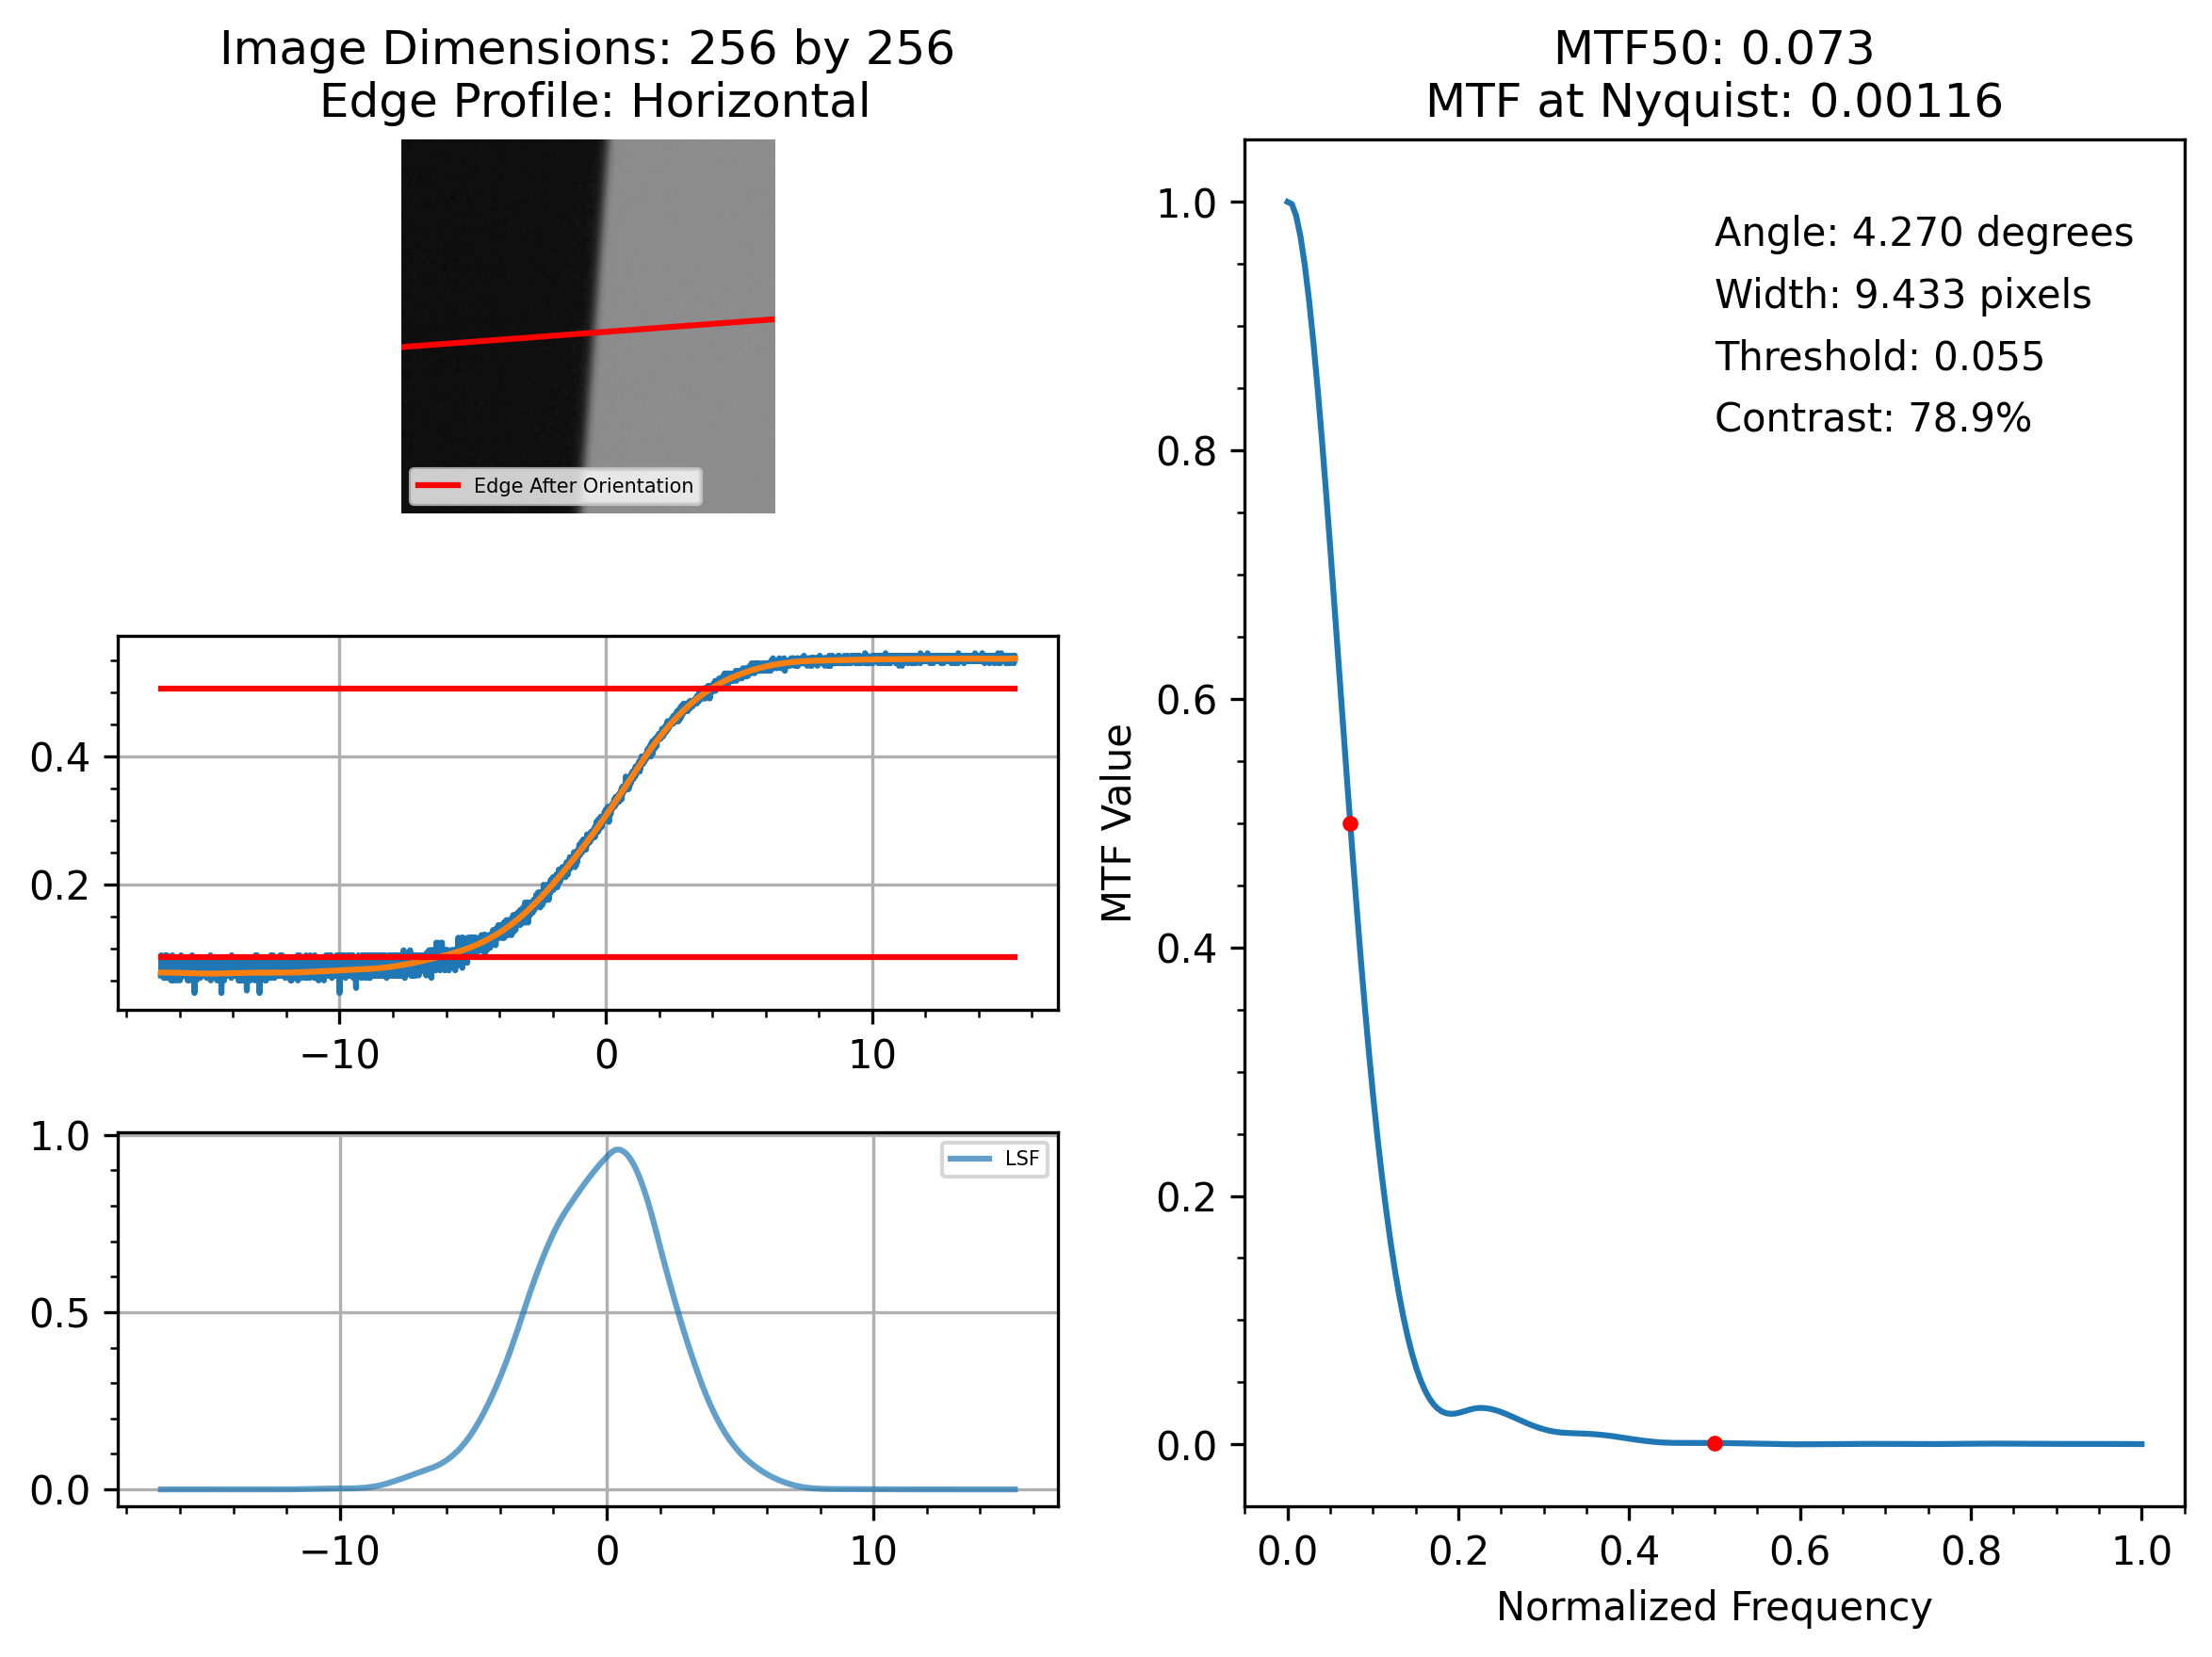 Image Dimensions: 256 by 256
Edge Profile: Horizontal
Edge After Orientation
0.4
0.2
−10 0 10
1.0
0.5
0.0
LSF
−10 0 10
MTF50: 0.073
MTF at Nyquist: 0.00116
Angle: 4.270 degrees
Width: 9.433 pixels
Threshold: 0.055
Contrast: 78.9%
MTF Value
1.0
0.8
0.6
0.4
0.2
0.0
0.0 0.2 0.4 0.6 0.8 1.0
Normalized Frequency